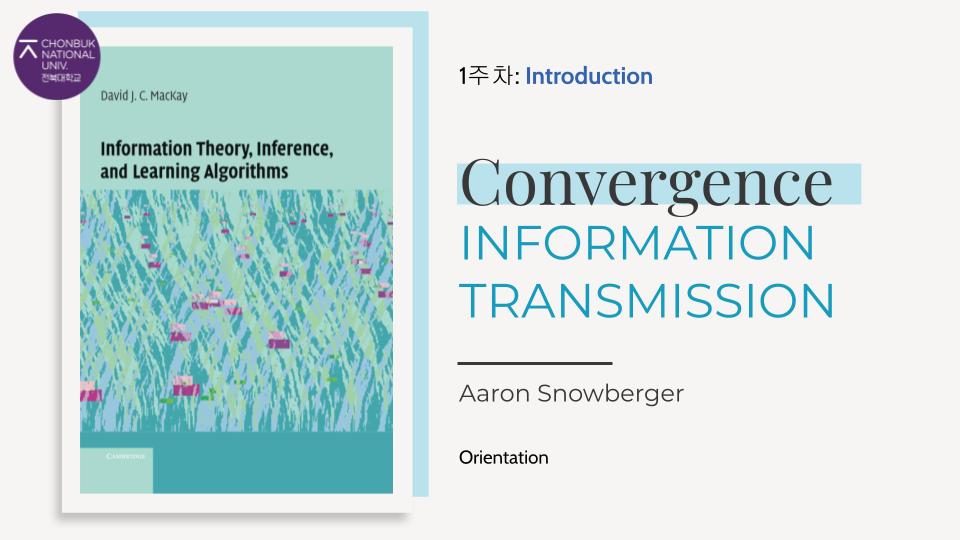 CHONBUK
NATIONAL
UNIV.
전북대학교
David J. C. MacKay
Information Theory, Inference,
and Learning Algorithms
CAMBRIDGE
1주차: Introduction
Convergence
INFORMATION
TRANSMISSION
Aaron Snowberger
Orientation